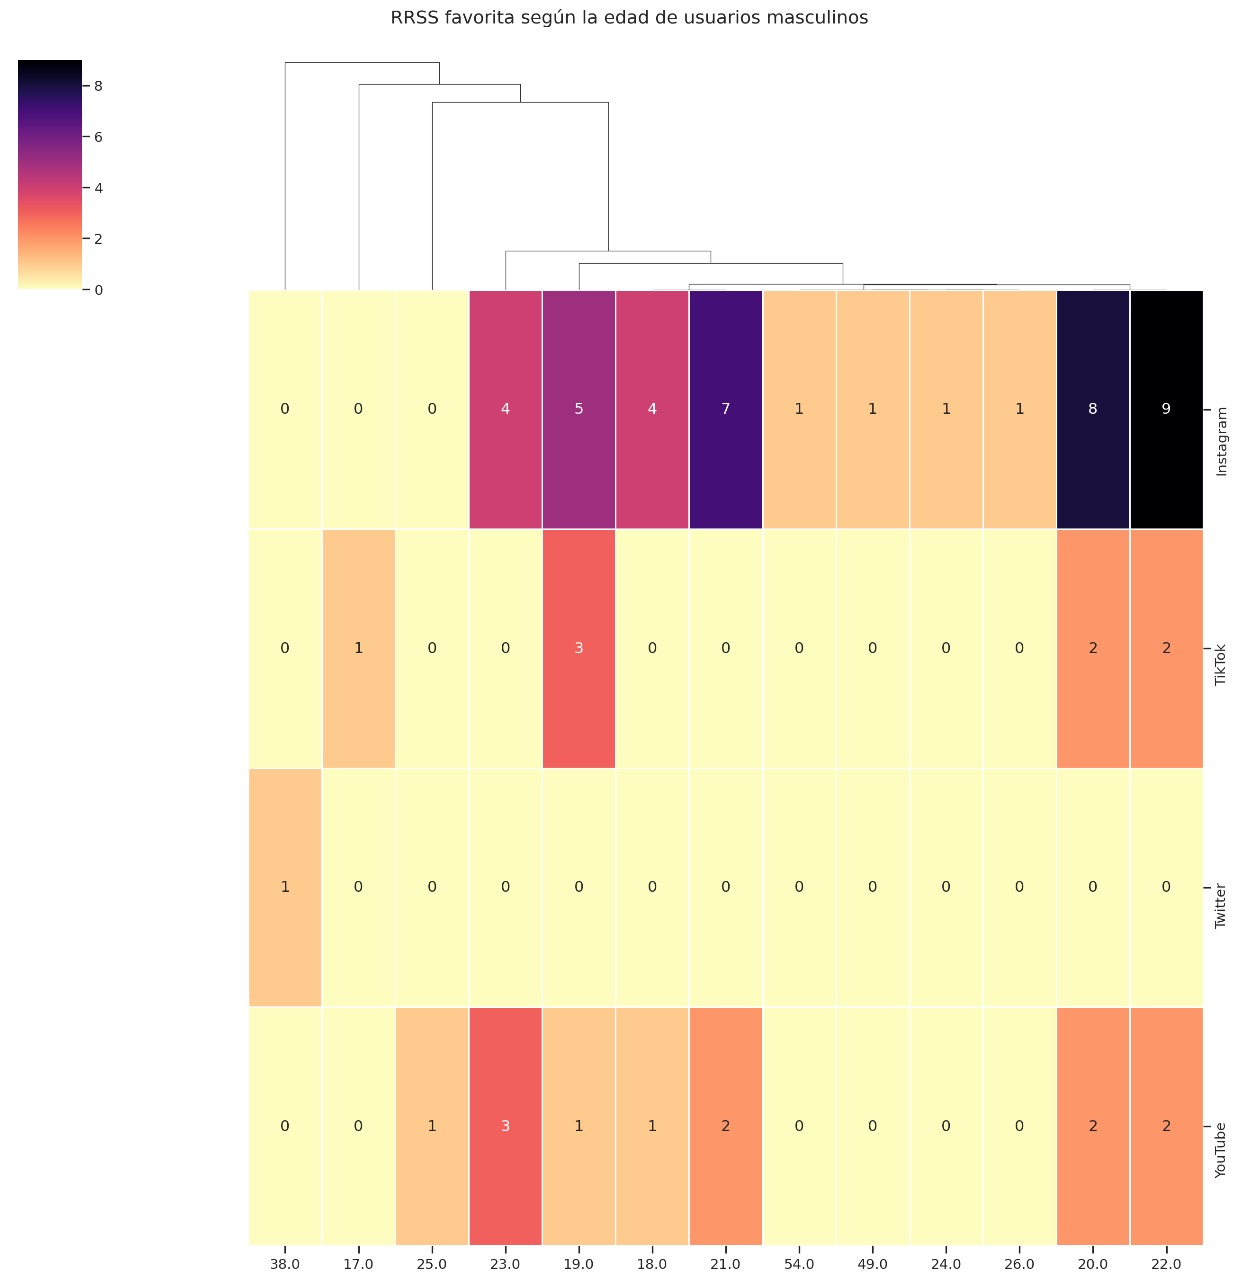 RRSS favorita según la edad de usuarios masculinos
8
6
4
2
0
0 0 0 4 5 4 7 1 1 1 1 8 9
Instagram
0 1 0 0 3 0 0 0 0 0 0 2 2
TikTok
1 0 0 0 0 0 0 0 0 0 0 0 0
Twitter
0 0 1 3 1 1 2 0 0 0 0 2 2
YouTube
38.0 17.0 25.0 23.0 19.0 18.0 21.0 54.0 49.0 24.0 26.0 20.0 22.0